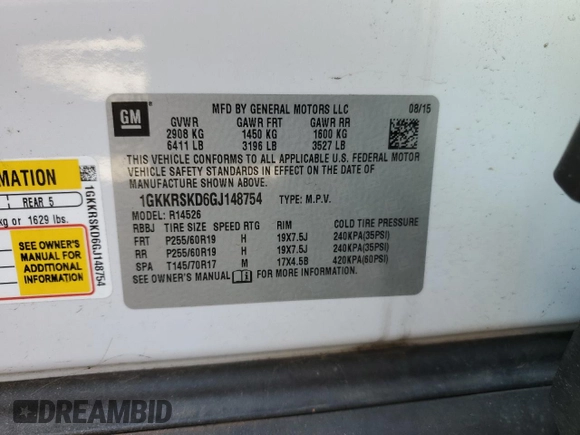 GM
MFD BY GENERAL MOTORS LLC 08/15
GVWR GAWR FRT GAWR RR
2908 KG 1450 KG 1600 KG
6411 LB 3196 LB 3527 LB
THIS VEHICLE CONFORMS TO ALL APPLICABLE U.S. FEDERAL MOTOR
VEHICLE SAFETY STANDARDS IN EFFECT ON THE DATE OF
MANUFACTURE SHOWN ABOVE.
1GKKRSKD6GJ148754 TYPE: M.P.V.
MODEL: R14526
RBBJ TIRE SIZE SPEED RTG RIM COLD TIRE PRESSURE
FRT P255/60R19 H 19X7.5J 240KPA(35PSI)
RR P255/60R19 H 19X7.5J 240KPA(35PSI)
SPA T145/70R17 M 17X4.5B 420KPA(60PSI)
SEE OWNER'S MANUAL FOR MORE INFORMATION.
MATION
REAR 5
kg or 1629 lbs.
SEE OWNER'S
MANUAL FOR
ADDITIONAL
INFORMATION
1GKKRSKD6GJ148754
DREAMBID